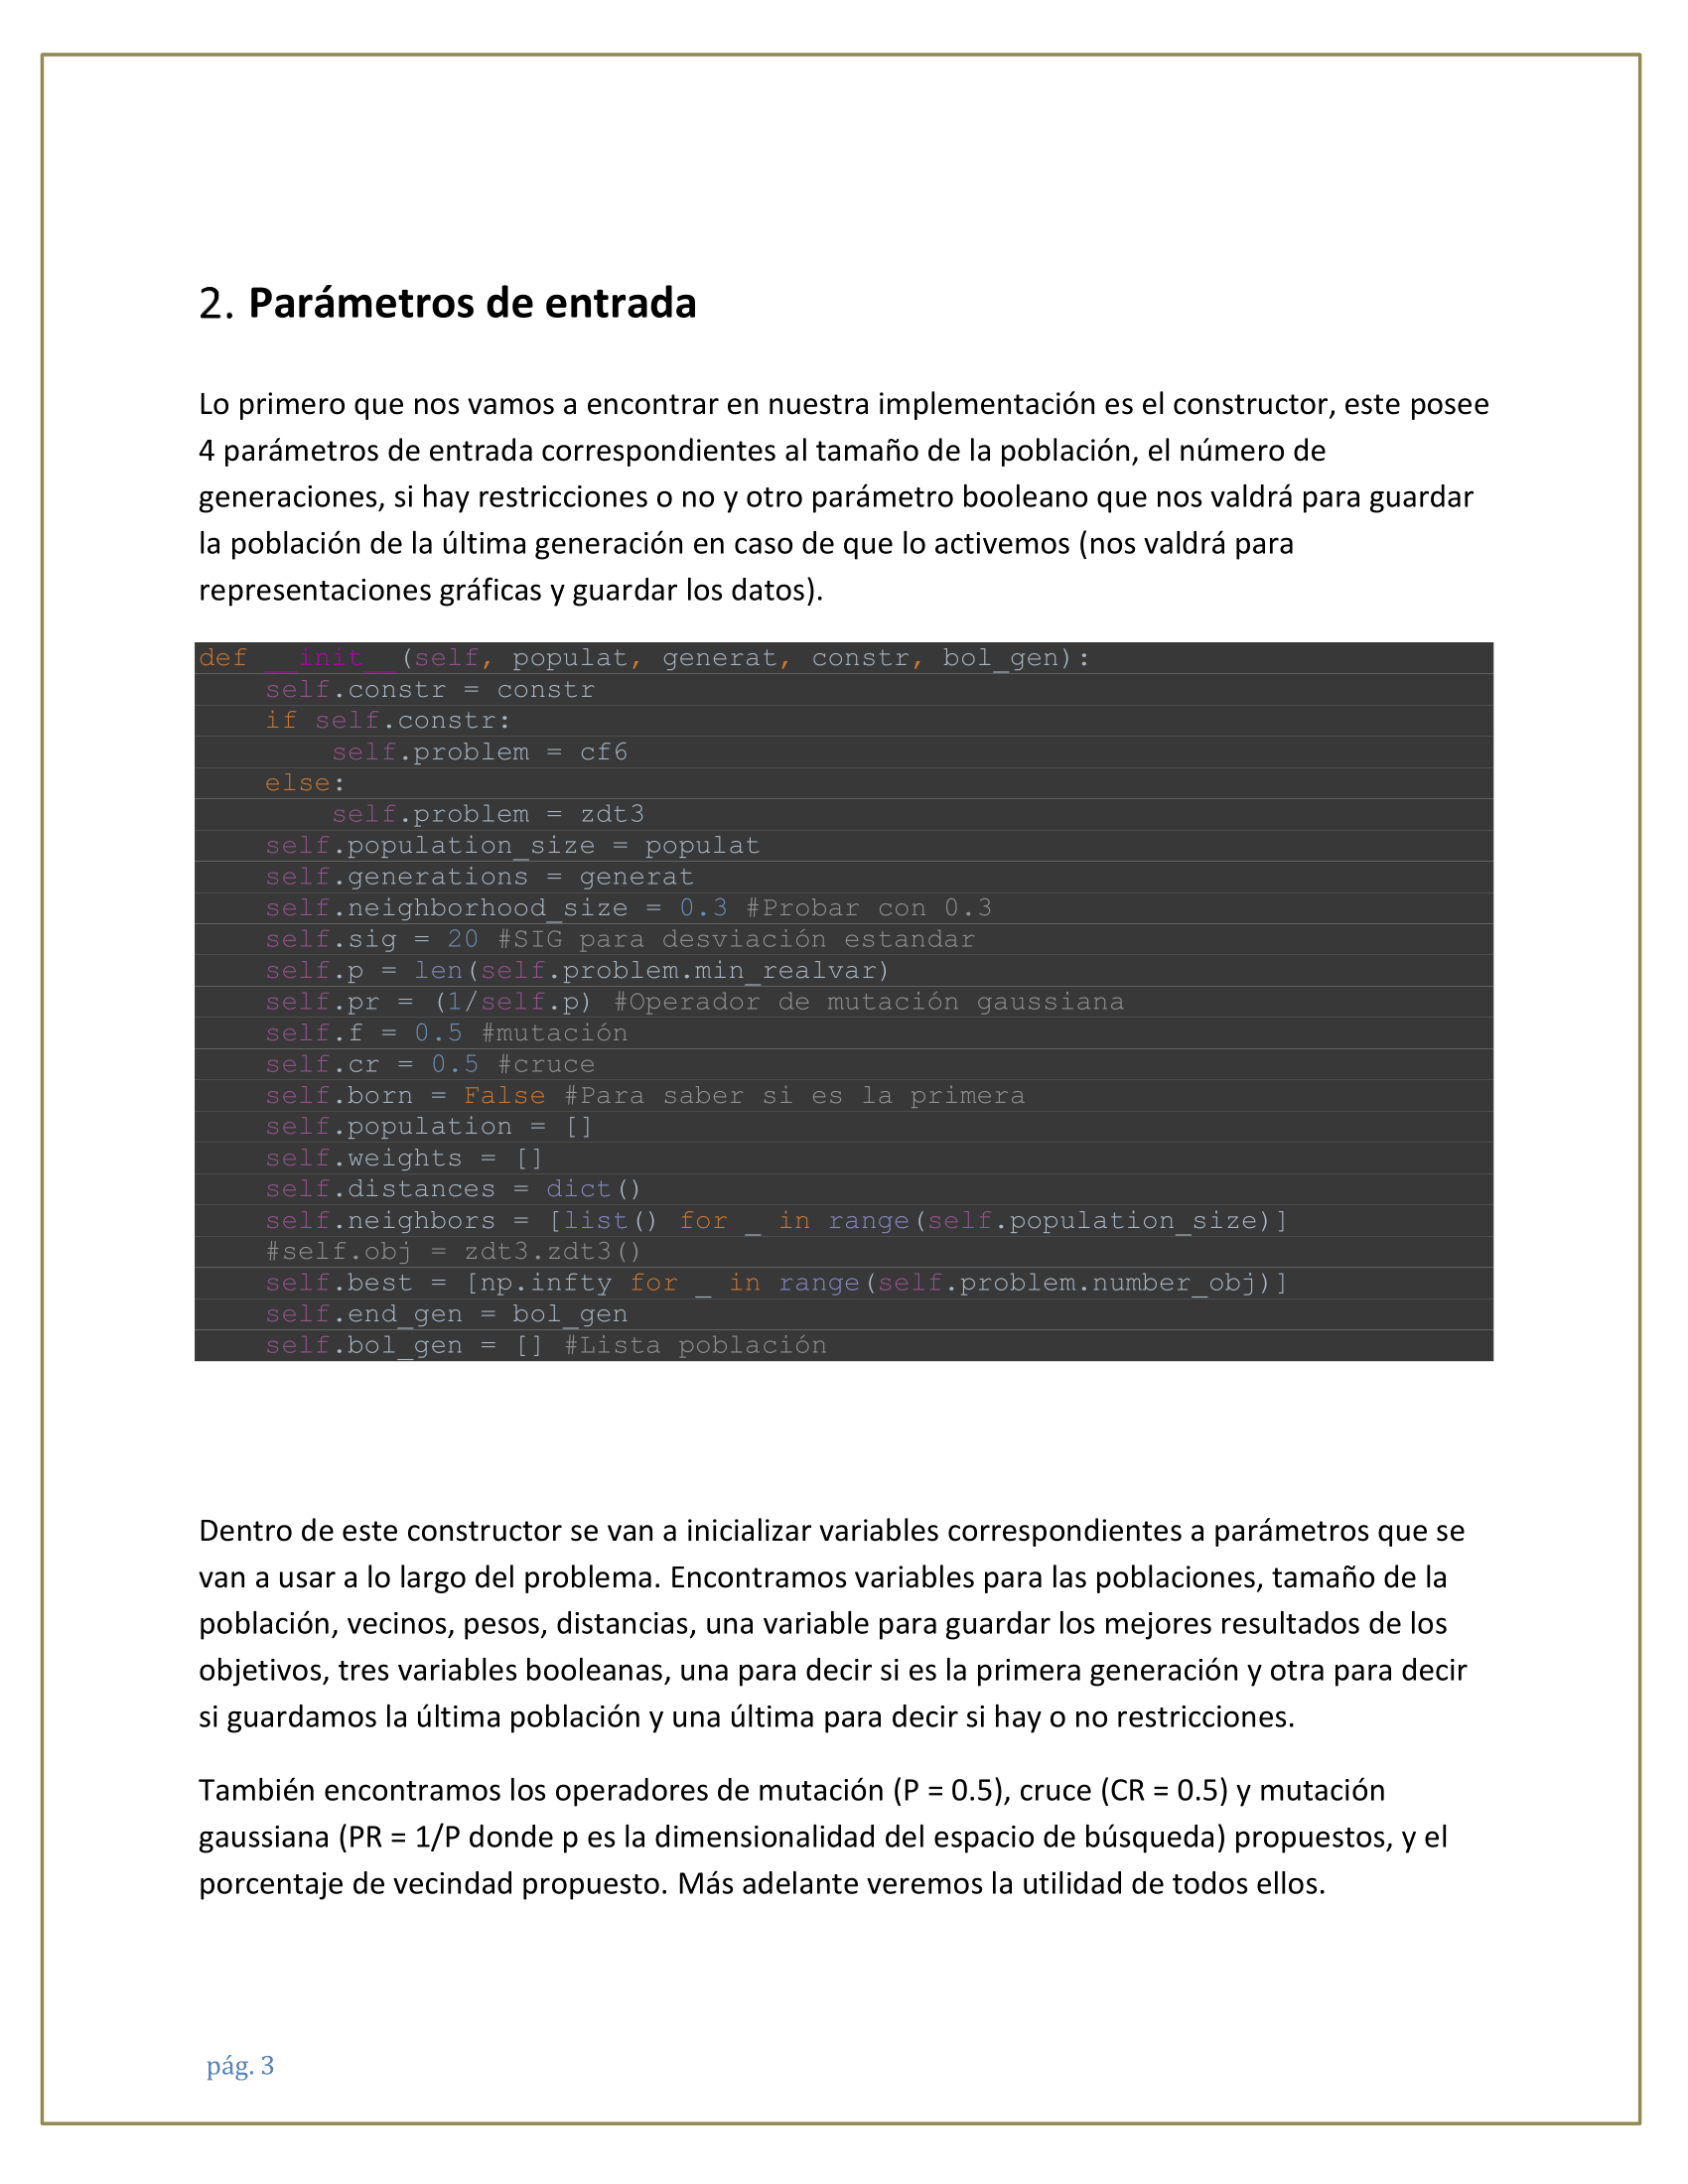 2. Parámetros de entrada
Lo primero que nos vamos a encontrar en nuestra implementación es el constructor, este posee
4 parámetros de entrada correspondientes al tamaño de la población, el número de
generaciones, si hay restricciones o no y otro parámetro booleano que nos valdrá para guardar
la población de la última generación en caso de que lo activemos (nos valdrá para
representaciones gráficas y guardar los datos).
def __init__(self, populat, generat, constr, bol_gen):
    self.constr = constr
    if self.constr:
        self.problem = cf6
    else:
        self.problem = zdt3
    self.population_size = populat
    self.generations = generat
    self.neighborhood_size = 0.3 #Probar con 0.3
    self.sig = 20 #SIG para desviación estandar
    self.p = len(self.problem.min_realvar)
    self.pr = (1/self.p) #Operador de mutación gaussiana
    self.f = 0.5 #mutación
    self.cr = 0.5 #cruce
    self.born = False #Para saber si es la primera
    self.population = []
    self.weights = []
    self.distances = dict()
    self.neighbors = [list() for _ in range(self.population_size)]
    #self.obj = zdt3.zdt3()
    self.best = [np.infty for _ in range(self.problem.number_obj)]
    self.end_gen = bol_gen
    self.bol_gen = [] #Lista población
Dentro de este constructor se van a inicializar variables correspondientes a parámetros que se
van a usar a lo largo del problema. Encontramos variables para las poblaciones, tamaño de la
población, vecinos, pesos, distancias, una variable para guardar los mejores resultados de los
objetivos, tres variables booleanas, una para decir si es la primera generación y otra para decir
si guardamos la última población y una última para decir si hay o no restricciones.
También encontramos los operadores de mutación (P = 0.5), cruce (CR = 0.5) y mutación
gaussiana (PR = 1/P donde p es la dimensionalidad del espacio de búsqueda) propuestos, y el
porcentaje de vecindad propuesto. Más adelante veremos la utilidad de todos ellos.
pág. 3